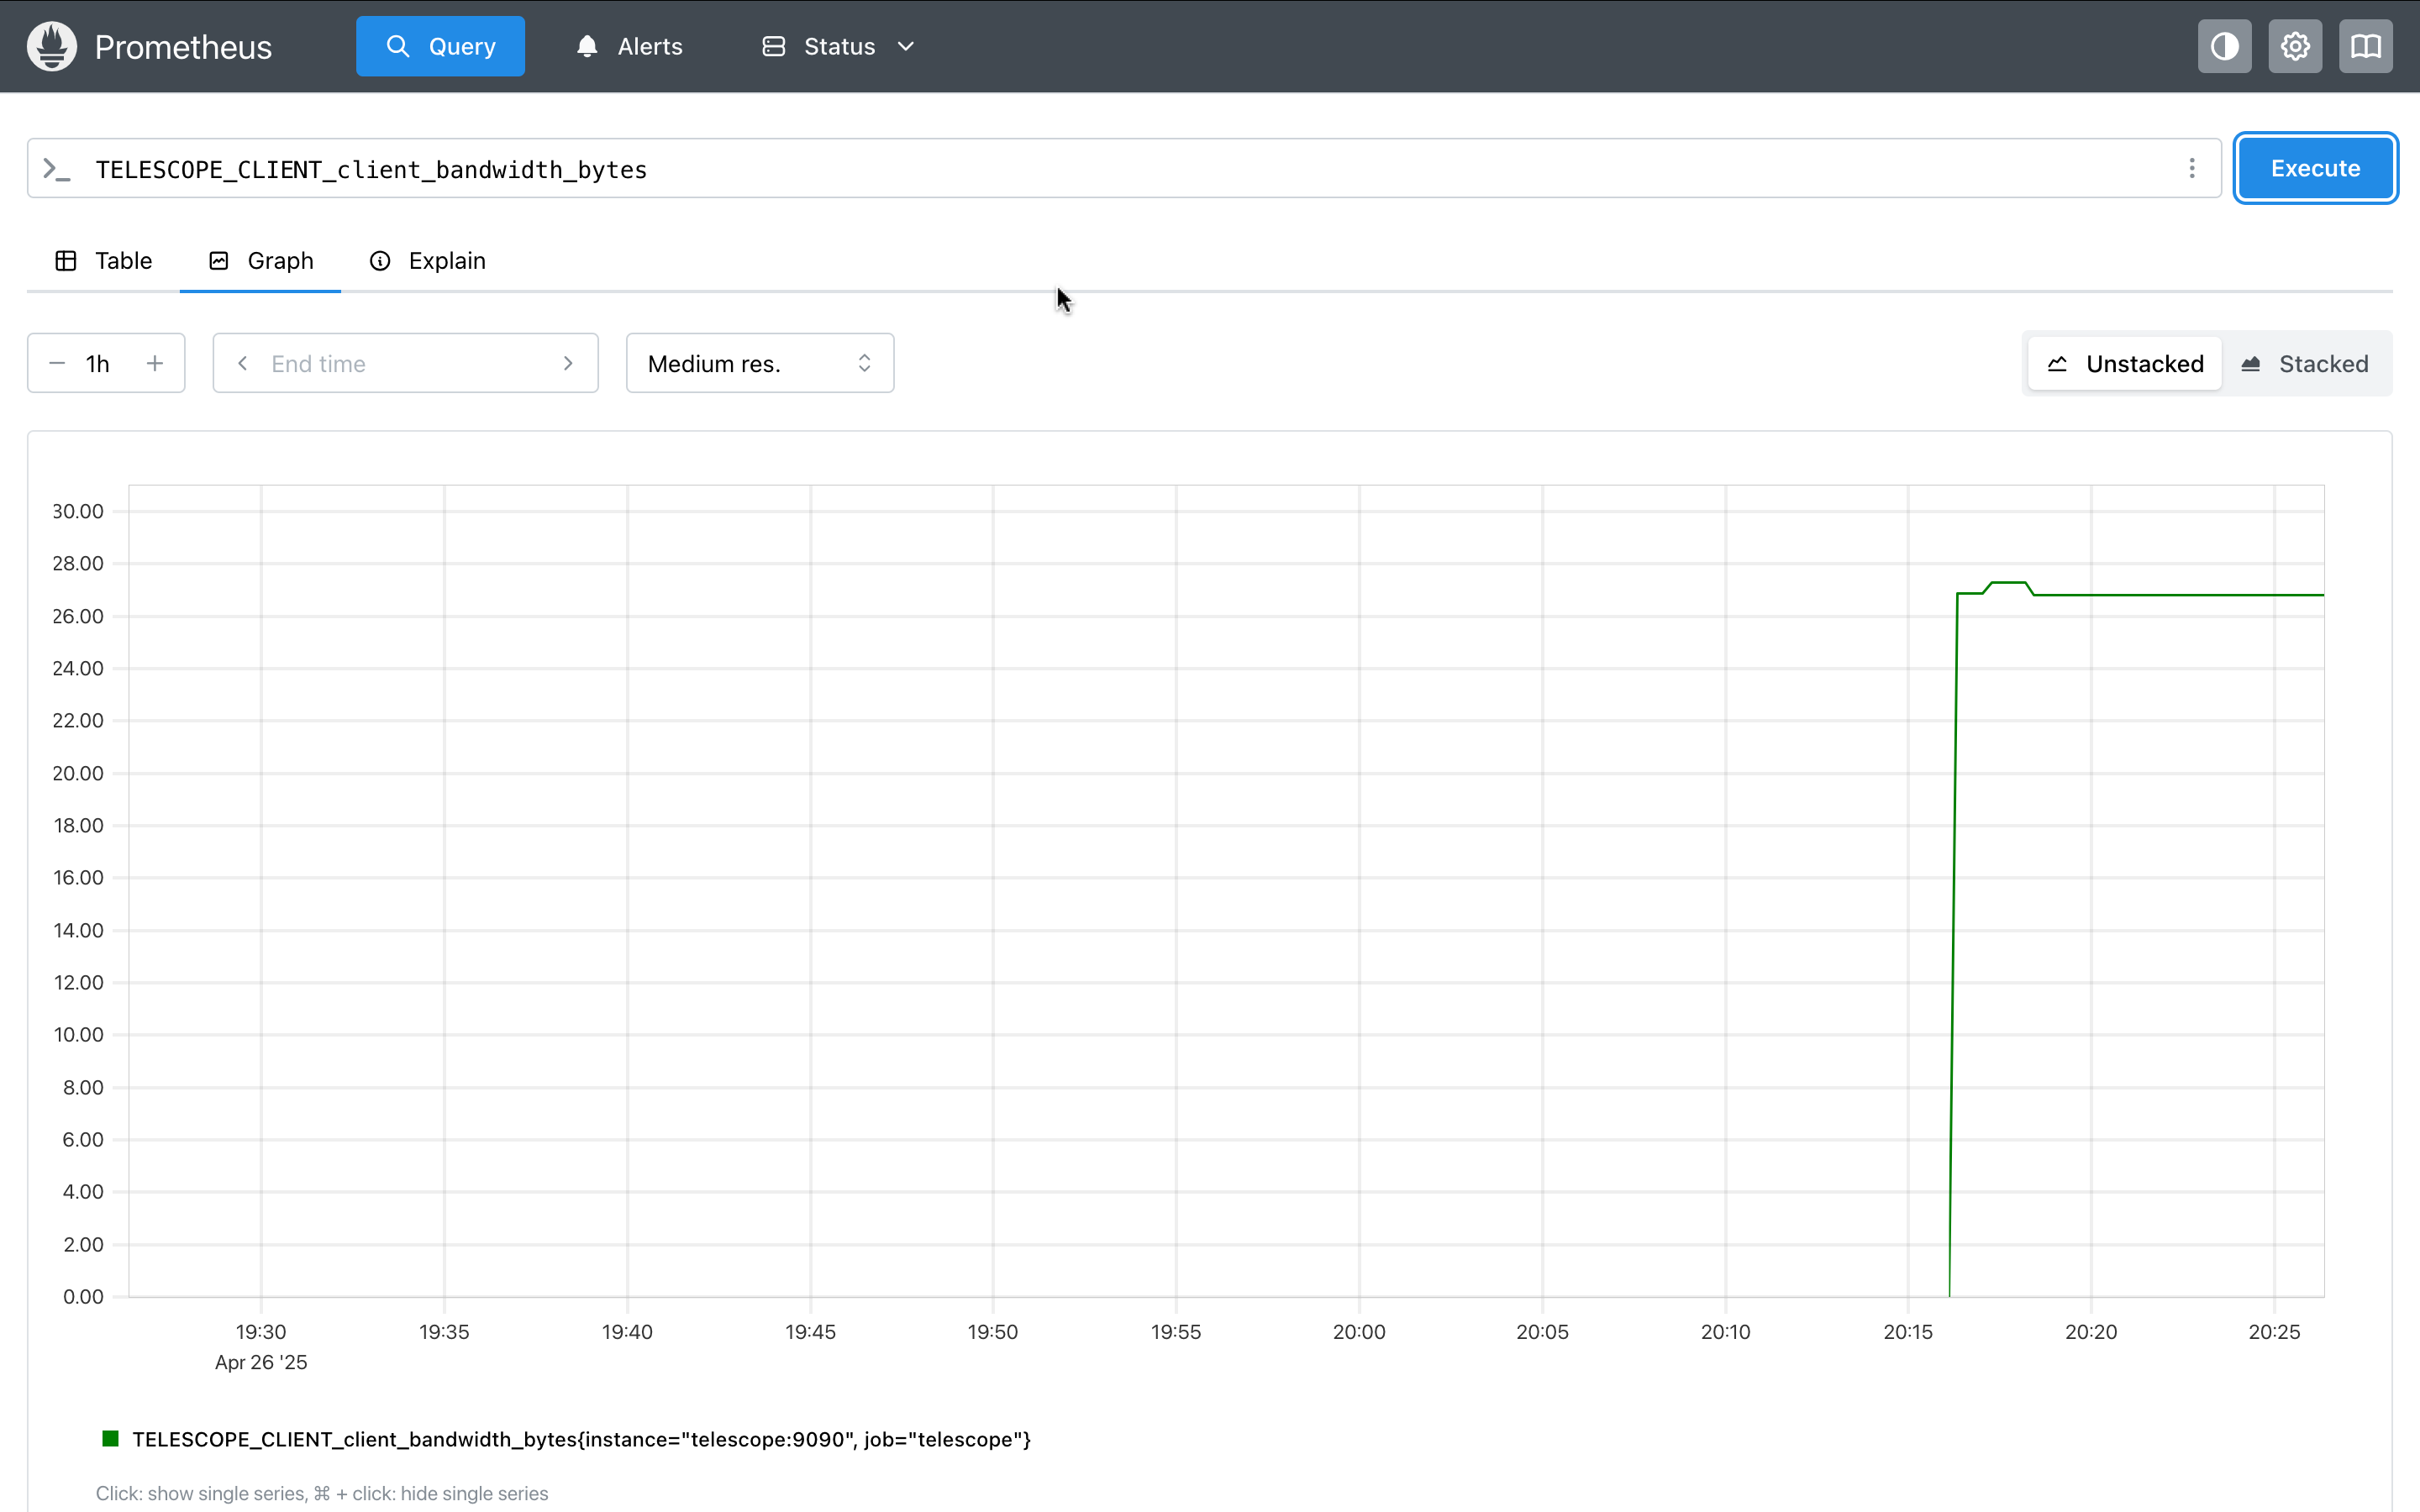 Prometheus Query Alerts Status
TELESCOPE_CLIENT_client_bandwidth_bytes Execute
Table Graph Explain
1h End time Medium res. Unstacked Stacked
30.00
28.00
26.00
24.00
22.00
20.00
18.00
16.00
14.00
12.00
10.00
8.00
6.00
4.00
2.00
0.00
19:30 19:35 19:40 19:45 19:50 19:55 20:00 20:05 20:10 20:15 20:20 20:25
Apr 26 '25
TELESCOPE_CLIENT_client_bandwidth_bytes{instance="telescope:9090", job="telescope"}
Click: show single series, ⌘ + click: hide single series